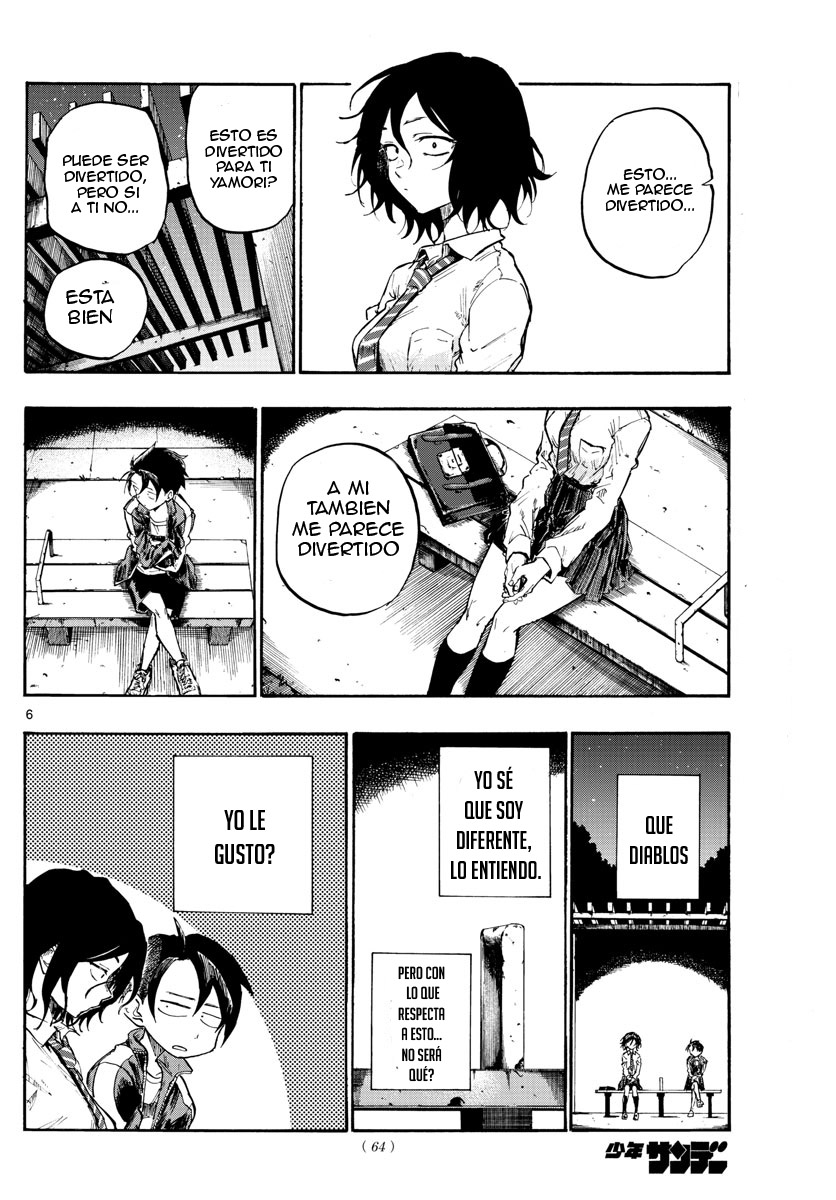 ESTO...
ME PARECE
DIVERTIDO...
ESTO ES
DIVERTIDO
PARA TI
YAMORI?
PUEDE SER
DIVERTIDO,
PERO SI
A TI NO...
ESTA
BIEN
A MI
TAMBIEN
ME PARECE
DIVERTIDO
6
QUE
DIABLOS
YO SÉ
QUE SOY
DIFERENTE,
LO ENTIENDO.
PERO CON
LO QUE
RESPECTA
A ESTO...
NO SERÁ
QUÉ?
YO LE
GUSTO?
( 64 )
少年サンデー